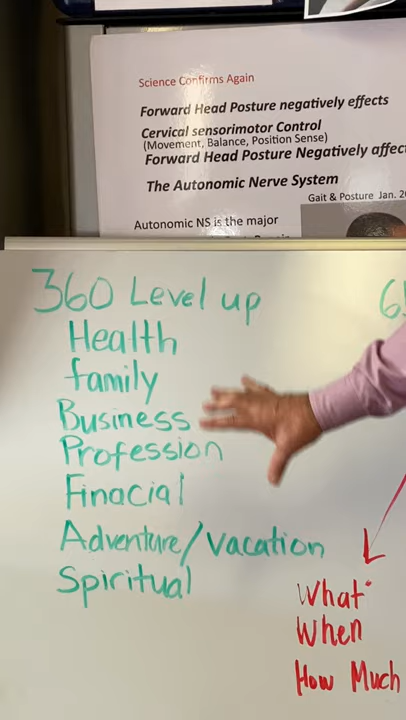 Science Confirms Again
Forward Head Posture negatively effects
Cervical sensorimotor Control
(Movement, Balance, Position Sense)
Forward Head Posture Negatively affec
The Autonomic Nerve System
Gait & Posture Jan. 20
Autonomic NS is the major
360 Level up
Health
family
Business
Profession
Finacial
Adventure/Vacation
Spiritual
What
When
How Much